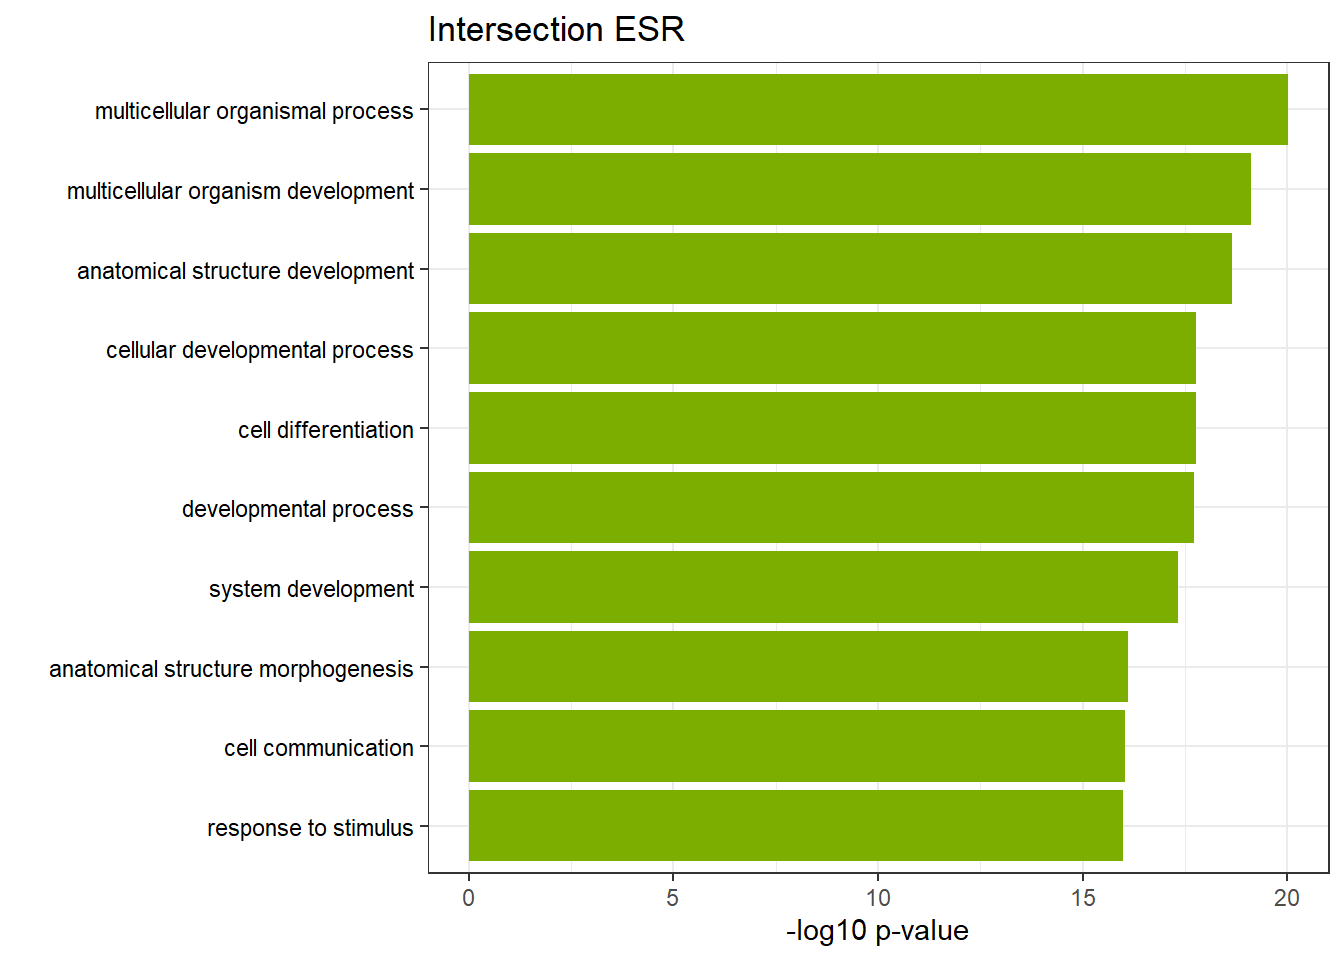 Intersection ESR
multicellular organismal process
multicellular organism development
anatomical structure development
cellular developmental process
cell differentiation
developmental process
system development
anatomical structure morphogenesis
cell communication
response to stimulus
0 5 10 15 20
-log10 p-value